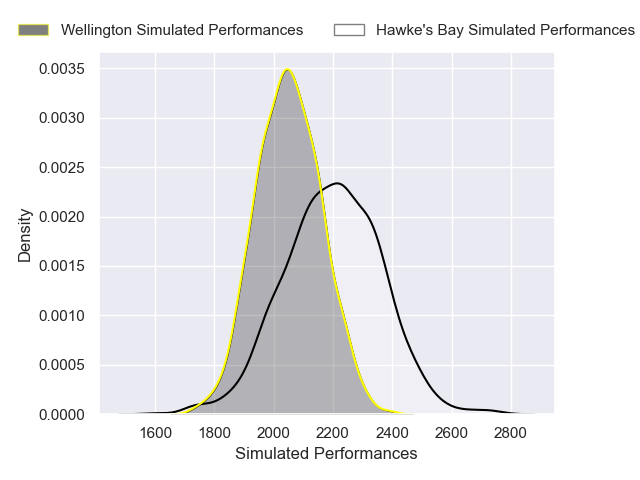 Wellington Simulated Performances
Hawke's Bay Simulated Performances
0.0035
0.0030
0.0025
0.0020
0.0015
0.0010
0.0005
0.0000
Density
1600 1800 2000 2200 2400 2600 2800
Simulated Performances